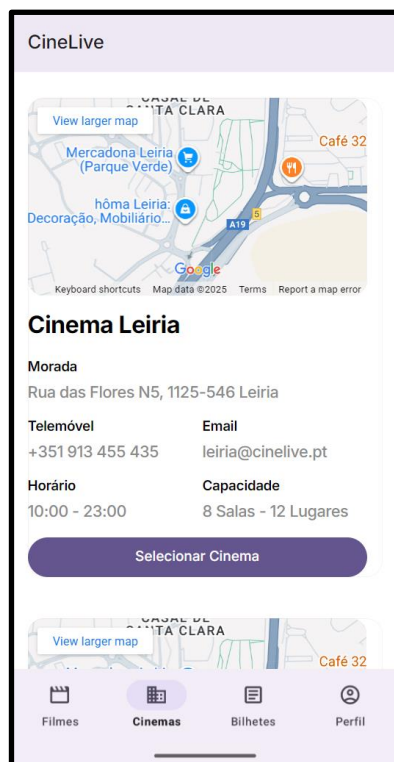 CineLive
CASAL DE
SANTA CLARA
View larger map
Café 32
Mercadona Leiria
(Parque Verde)
hôma Leiria:
Decoração, Mobiliário...
5
A19
Google
Keyboard shortcuts Map data ©2025 Terms Report a map error
Cinema Leiria
Morada
Rua das Flores N5, 1125-546 Leiria
Telemóvel Email
+351 913 455 435 leiria@cinelive.pt
Horário Capacidade
10:00 - 23:00 8 Salas - 12 Lugares
Selecionar Cinema
CASAL DE
SANTA CLARA
View larger map
Café 32
Filmes Cinemas Bilhetes Perfil